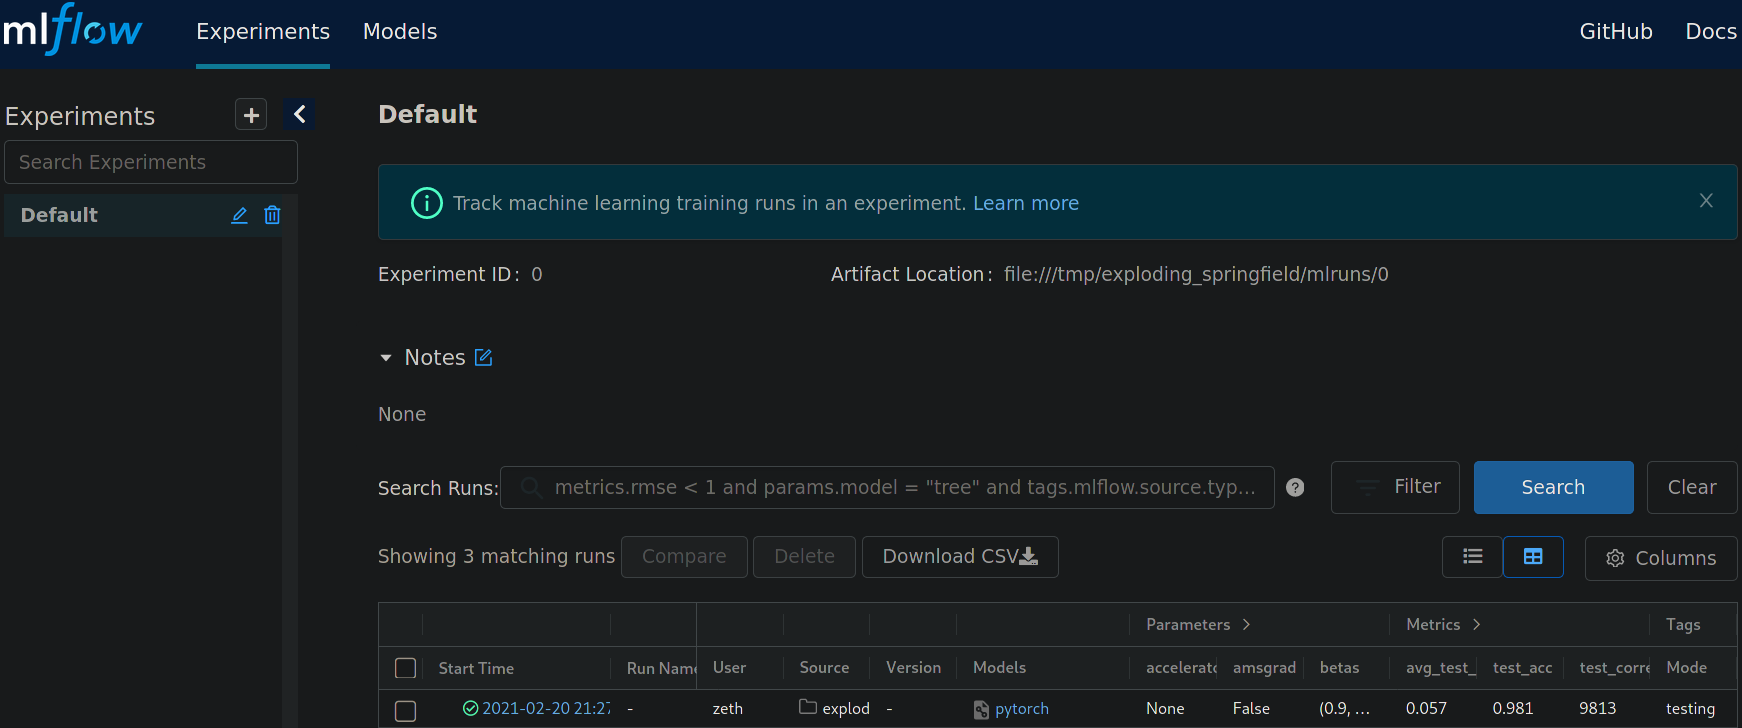 mlflow Experiments Models GitHub Docs
Experiments
Search Experiments
Default
Default
Track machine learning training runs in an experiment. Learn more
Experiment ID: 0 Artifact Location: file:///tmp/exploding_springfield/mlruns/0
Notes
None
Search Runs: metrics.rmse < 1 and params.model = "tree" and tags.mlflow.source.typ... ? Filter Search Clear
Showing 3 matching runs Compare Delete Download CSV Columns
Parameters > Metrics > Tags
Start Time Run Name User Source Version Models accelerato amsgrad betas avg_test_ test_acc test_corre Mode
2021-02-20 21:27 - zeth explod - pytorch None False (0.9, ... 0.057 0.981 9813 testing